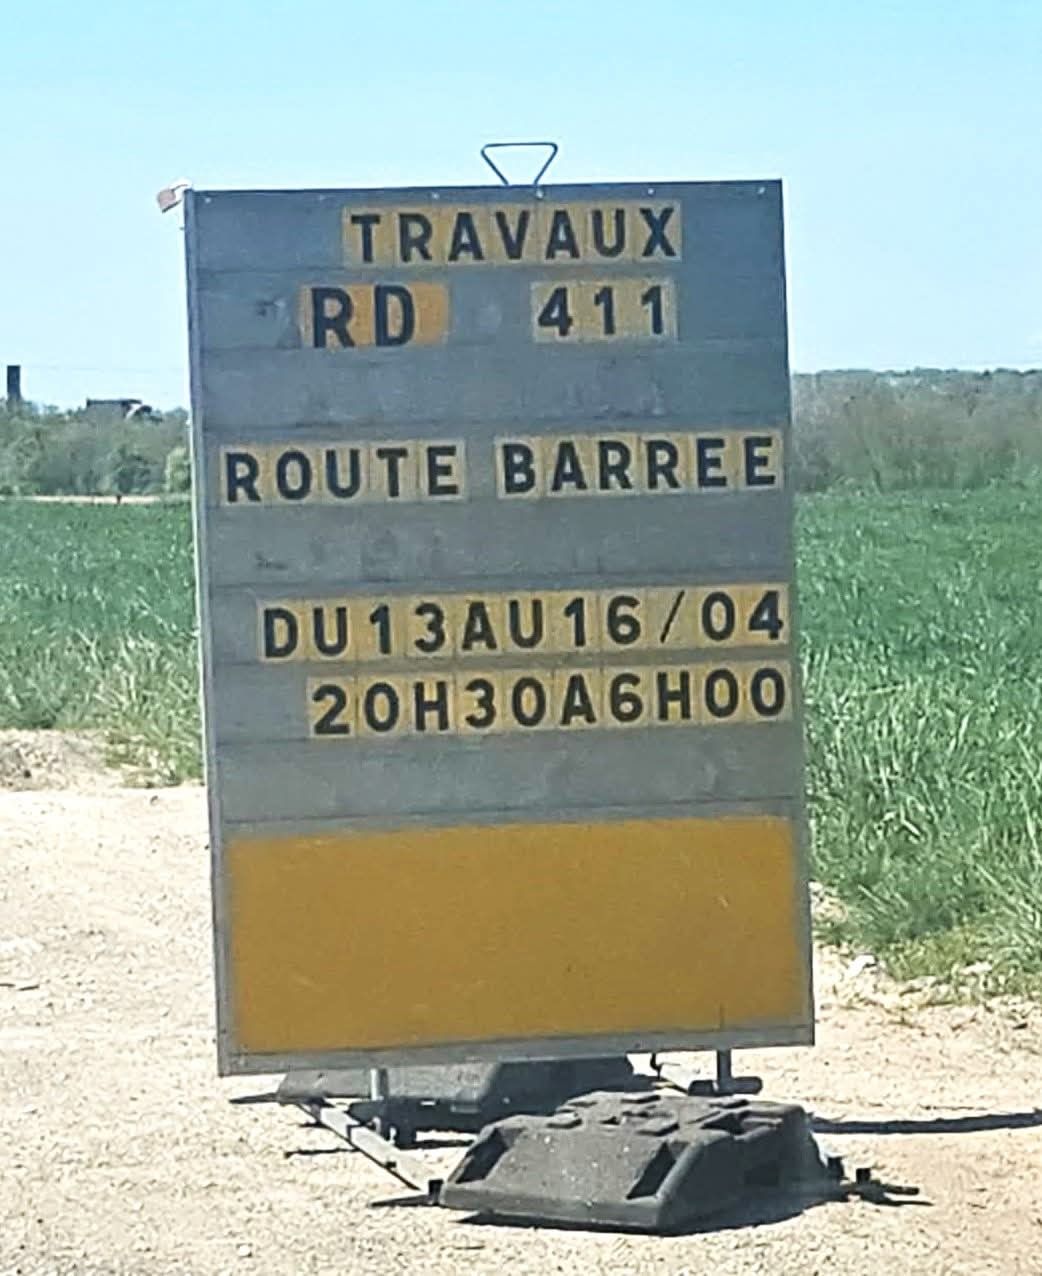 TRAVAUX
RD 411
ROUTE BARREE
DU13AU16/04
20H30A6H00